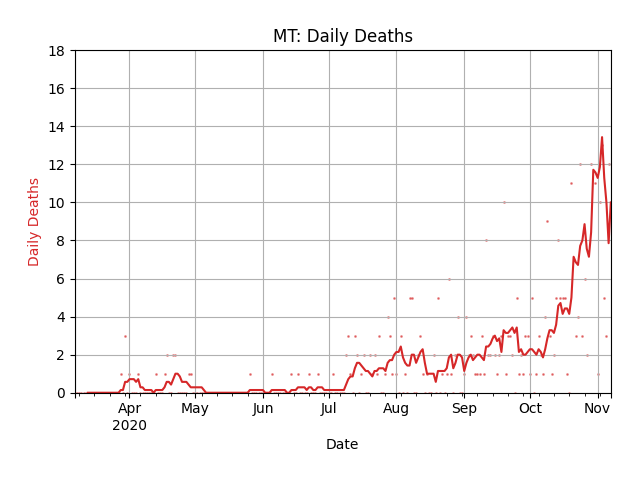 MT: Daily Deaths
18
16
14
12
10
8
6
4
2
0
Daily Deaths
Apr
2020
May
Jun
Jul
Aug
Sep
Oct
Nov
Date